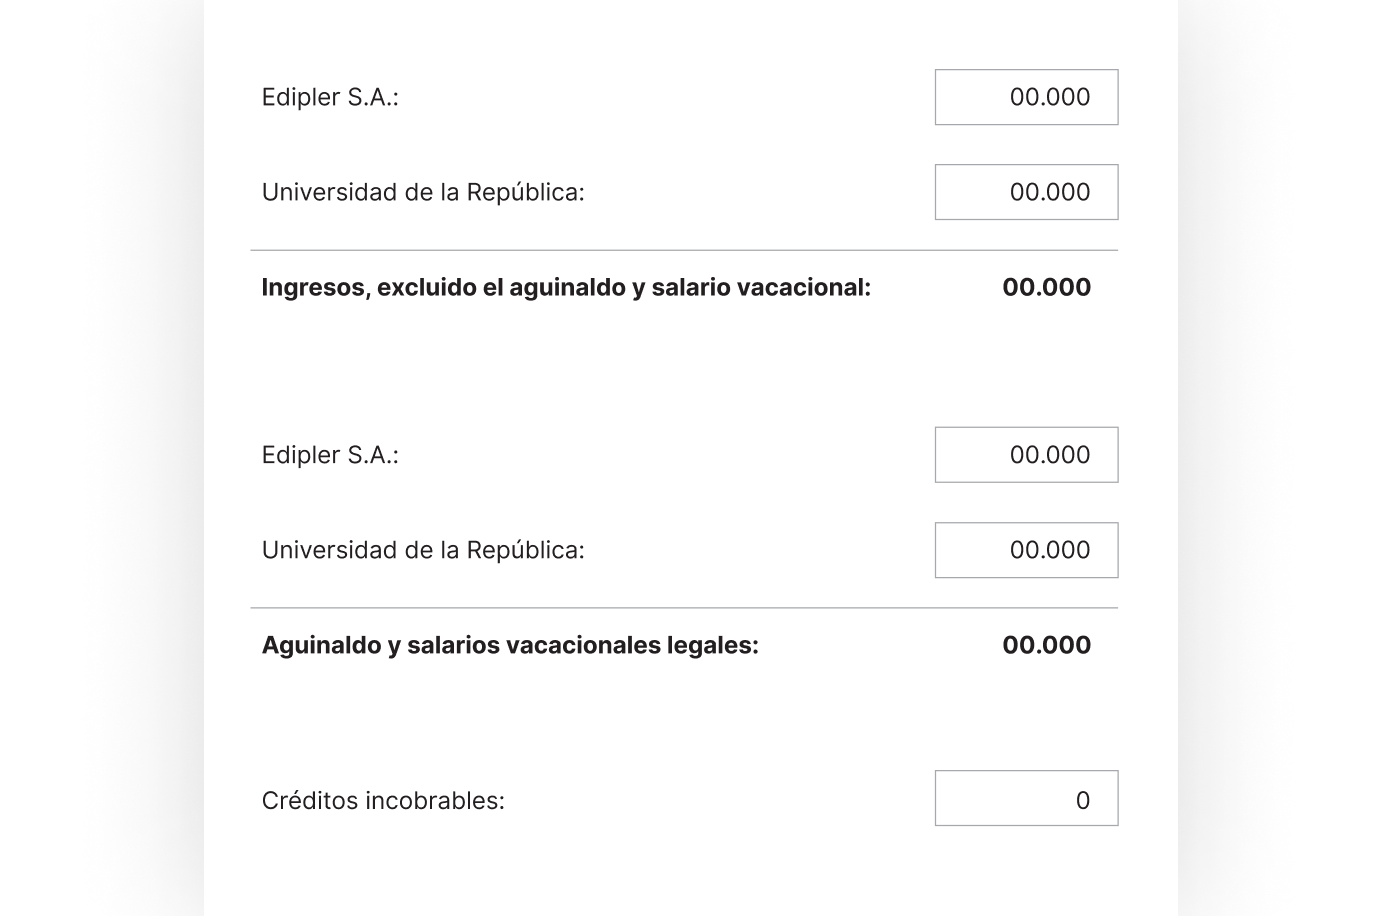 Edipler S.A.: 00.000
Universidad de la República: 00.000
Ingresos, excluido el aguinaldo y salario vacacional: 00.000
Edipler S.A.: 00.000
Universidad de la República: 00.000
Aguinaldo y salarios vacacionales legales: 00.000
Créditos incobrables: 0